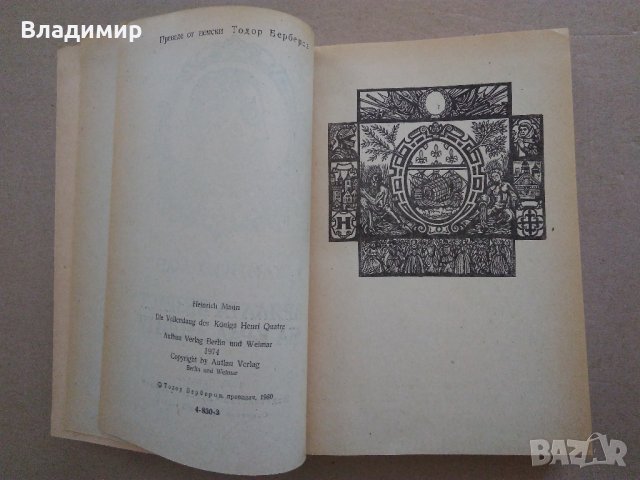 Владимир
Преведе от немски Тодор Берберов
Heinrich Mann
Die Vollendung des Königs Henri Quatre
Aufbau Verlag Berlin und Weimar
1974
Copyright by Aufbau Verlag
Berlin und Weimar
© Тодор Берберов, преводач, 1980
4-850-3
H
BAZAR